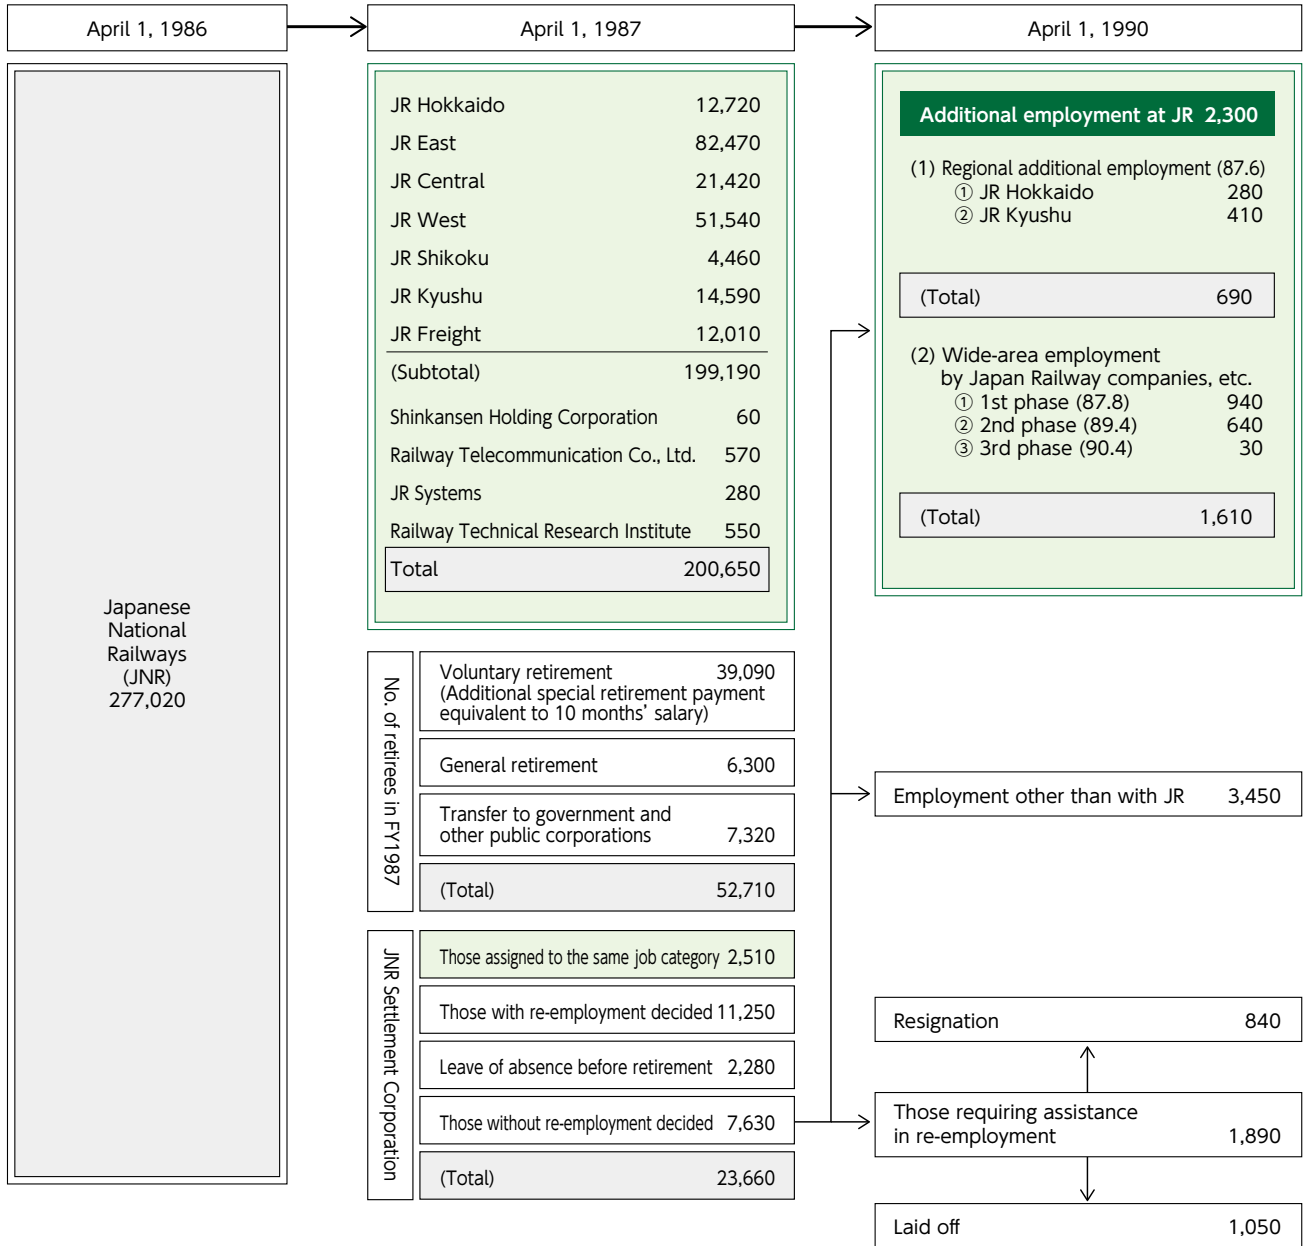 April 1, 1986
April 1, 1987
April 1, 1990
Japanese
National
Railways
(JNR)
277,020
JR Hokkaido 12,720
JR East 82,470
JR Central 21,420
JR West 51,540
JR Shikoku 4,460
JR Kyushu 14,590
JR Freight 12,010
(Subtotal) 199,190
Shinkansen Holding Corporation 60
Railway Telecommunication Co., Ltd. 570
JR Systems 280
Railway Technical Research Institute 550
Total 200,650
No. of retirees in FY1987
Voluntary retirement 39,090
(Additional special retirement payment
equivalent to 10 months’ salary)
General retirement 6,300
Transfer to government and
other public corporations 7,320
(Total) 52,710
JNR Settlement Corporation
Those assigned to the same job category 2,510
Those with re-employment decided 11,250
Leave of absence before retirement 2,280
Those without re-employment decided 7,630
(Total) 23,660
Additional employment at JR 2,300
(1) Regional additional employment (87.6)
① JR Hokkaido 280
② JR Kyushu 410
(Total) 690
(2) Wide-area employment
by Japan Railway companies, etc.
① 1st phase (87.8) 940
② 2nd phase (89.4) 640
③ 3rd phase (90.4) 30
(Total) 1,610
Employment other than with JR 3,450
Resignation 840
Those requiring assistance
in re-employment 1,890
Laid off 1,050